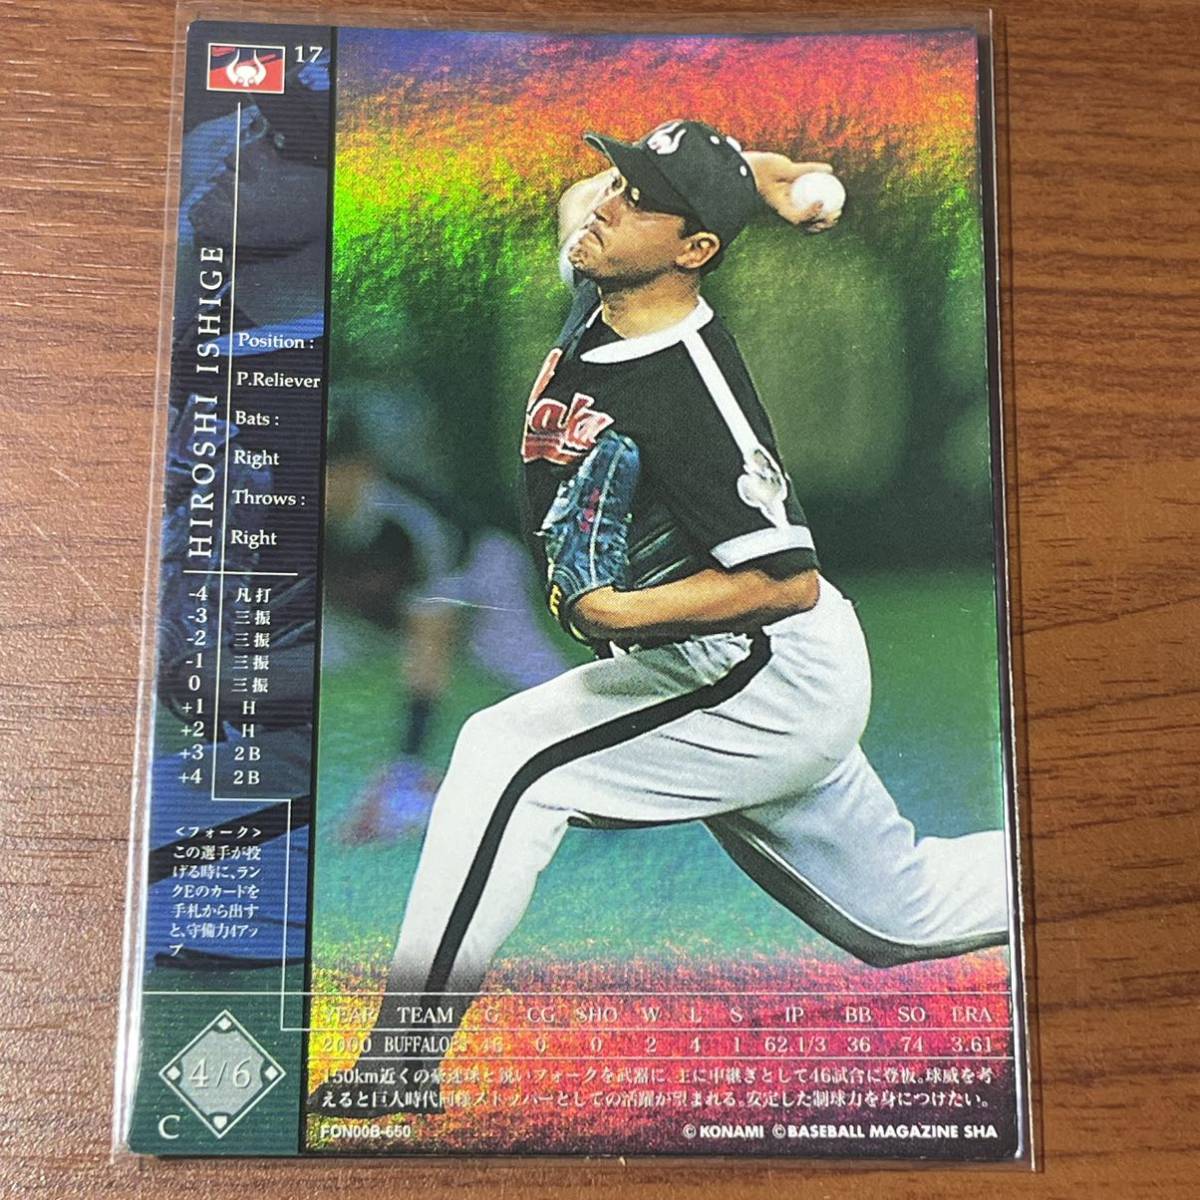 17
HIROSHI ISHIGE
Position :
P.Reliever
Bats :
Right
Throws :
Right
-4 凡打
-3 三振
-2 三振
-1 三振
0 三振
+1 H
+2 H
+3 2B
+4 2B
<フォーク>
この選手が投
げる時に、ラン
クEのカードを
手札から出す
と、守備力4アッ
プ
4/6
C
YEAR TEAM G CG SHO W L S IP BB SO ERA
2000 BUFFALOES 46 0 0 2 4 1 62.1/3 36 74 3.61
150km近くの豪速球と鋭いフォークを武器に、主に中継ぎとして46試合に登板。球威を考
えると巨人時代同様ストッパーとしての活躍が望まれる。安定した制球力を身につけたい。
FON00B-650
©KONAMI ©BASEBALL MAGAZINE SHA